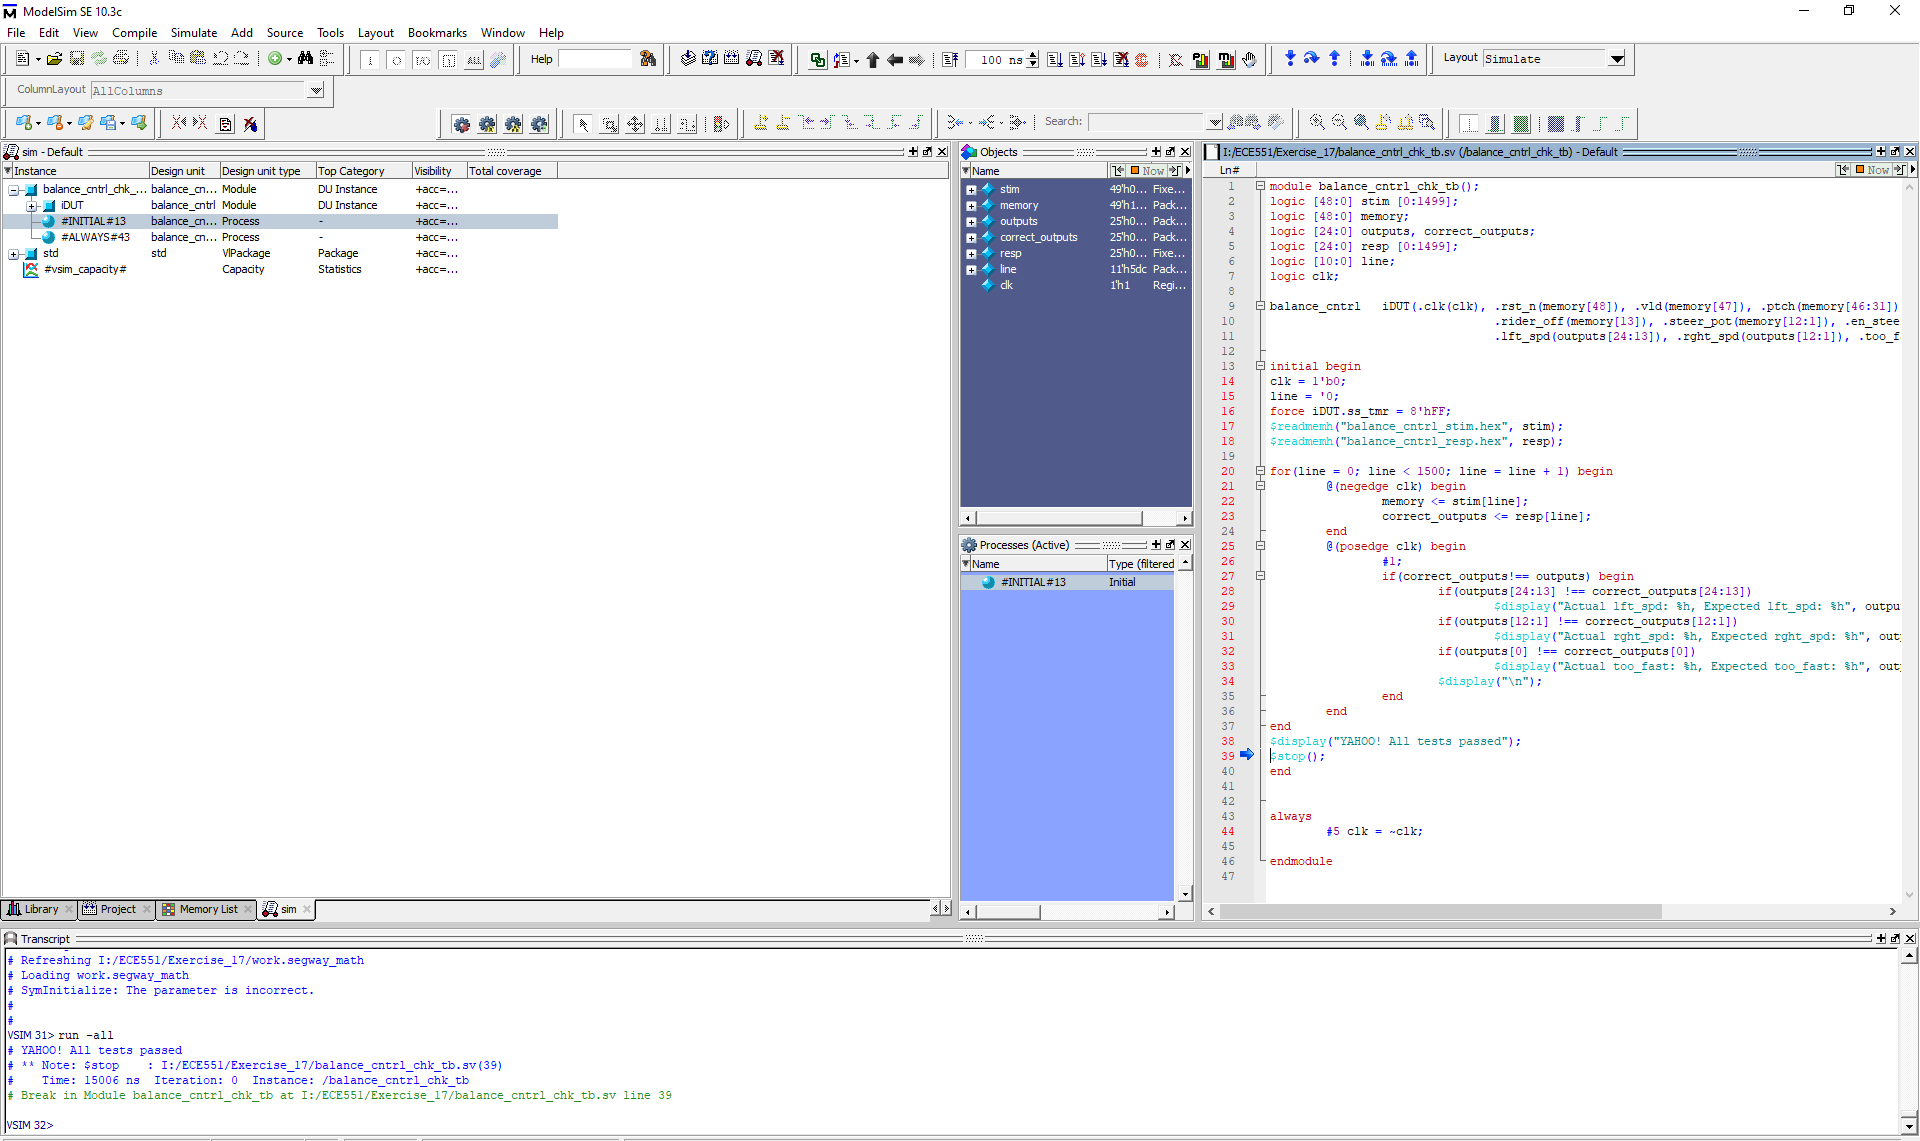 ModelSim SE 10.3c
File Edit View Compile Simulate Add Source Tools Layout Bookmarks Window Help
Help 100 ns Layout Simulate
ColumnLayout AllColumns
Search:
sim - Default
Instance Design unit Design unit type Top Category Visibility Total coverage
balance_cntrl_chk_... balance_cn... Module DU Instance +acc=...
iDUT balance_cntrl Module DU Instance +acc=...
#INITIAL#13 balance_cn... Process - +acc=...
#ALWAYS#43 balance_cn... Process - +acc=...
std std VlPackage Package +acc=...
#vsim_capacity# Capacity Statistics +acc=...
Library Project Memory List sim
Objects
Name Now
stim 49'h0... Fixe...
memory 49'h1... Pack...
outputs 25'h0... Pack...
correct_outputs 25'h0... Pack...
resp 25'h0... Fixe...
line 11'h5dc Pack...
clk 1'h1 Regi...
Processes (Active)
Name Type (filtered
#INITIAL#13 Initial
I:/ECE551/Exercise_17/balance_cntrl_chk_tb.sv (/balance_cntrl_chk_tb) - Default
Ln# Now
1 module balance_cntrl_chk_tb();
2 logic [48:0] stim [0:1499];
3 logic [48:0] memory;
4 logic [24:0] outputs, correct_outputs;
5 logic [24:0] resp [0:1499];
6 logic [10:0] line;
7 logic clk;
8
9 balance_cntrl iDUT(.clk(clk), .rst_n(memory[48]), .vld(memory[47]), .ptch(memory[46:31])
10 .rider_off(memory[13]), .steer_pot(memory[12:1]), .en_stee
11 .lft_spd(outputs[24:13]), .rght_spd(outputs[12:1]), .too_f
12
13 initial begin
14 clk = 1'b0;
15 line = '0;
16 force iDUT.ss_tmr = 8'hFF;
17 $readmemh("balance_cntrl_stim.hex", stim);
18 $readmemh("balance_cntrl_resp.hex", resp);
19
20 for(line = 0; line < 1500; line = line + 1) begin
21 @(negedge clk) begin
22 memory <= stim[line];
23 correct_outputs <= resp[line];
24 end
25 @(posedge clk) begin
26 #1;
27 if(correct_outputs!== outputs) begin
28 if(outputs[24:13] !== correct_outputs[24:13])
29 $display("Actual lft_spd: %h, Expected lft_spd: %h", outpu
30 if(outputs[12:1] !== correct_outputs[12:1])
31 $display("Actual rght_spd: %h, Expected rght_spd: %h", out
32 if(outputs[0] !== correct_outputs[0])
33 $display("Actual too_fast: %h, Expected too_fast: %h", out
34 $display("\n");
35 end
36 end
37 end
38 $display("YAHOO! All tests passed");
39 $stop();
40 end
41
42
43 always
44 #5 clk = ~clk;
45
46 endmodule
47
Transcript
# Refreshing I:/ECE551/Exercise_17/work.segway_math
# Loading work.segway_math
# SymInitialize: The parameter is incorrect.
#
#
VSIM 31> run -all
# YAHOO! All tests passed
# ** Note: $stop : I:/ECE551/Exercise_17/balance_cntrl_chk_tb.sv(39)
# Time: 15006 ns Iteration: 0 Instance: /balance_cntrl_chk_tb
# Break in Module balance_cntrl_chk_tb at I:/ECE551/Exercise_17/balance_cntrl_chk_tb.sv line 39
VSIM 32>